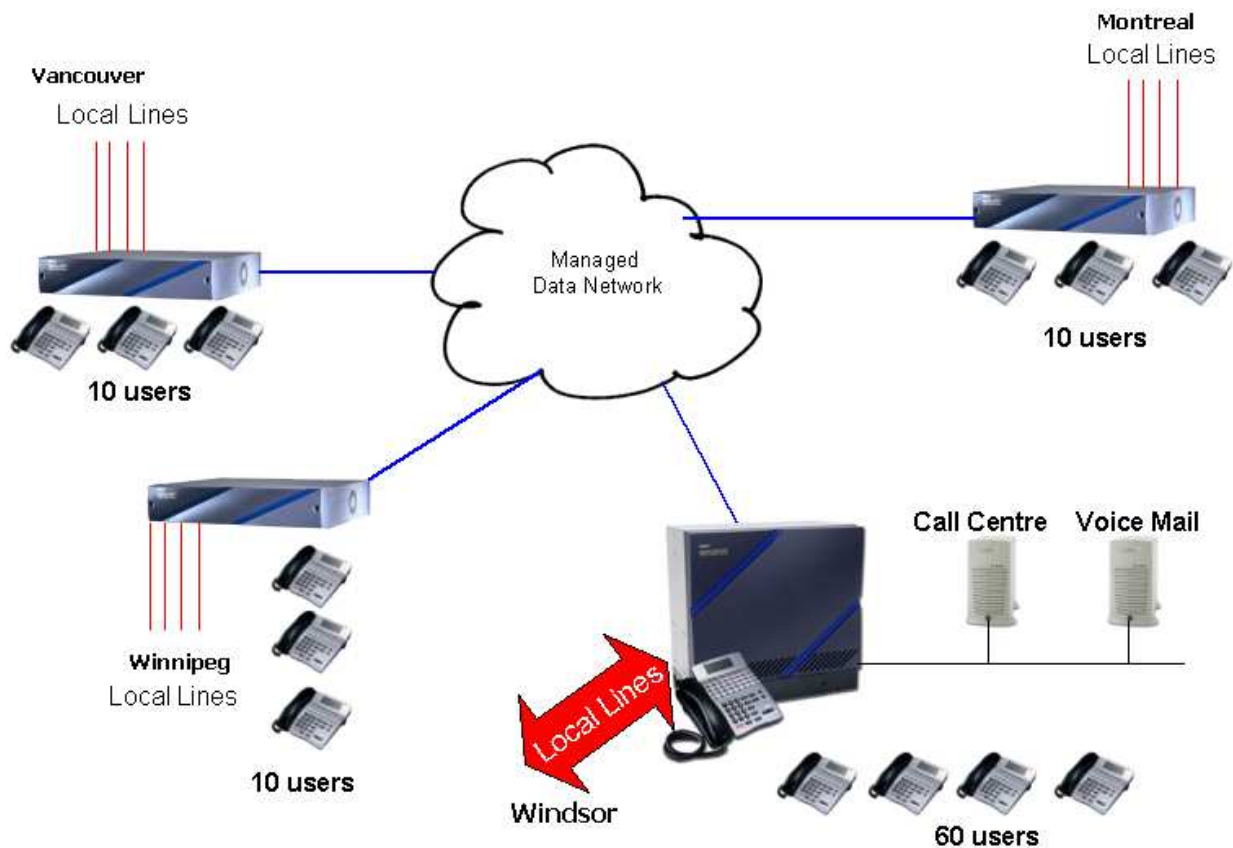 Montreal
Local Lines
Vancouver
Local Lines
Managed
Data Network
10 users
10 users
Call Centre
Voice Mail
Winnipeg
Local Lines
Local Lines
10 users
Windsor
60 users